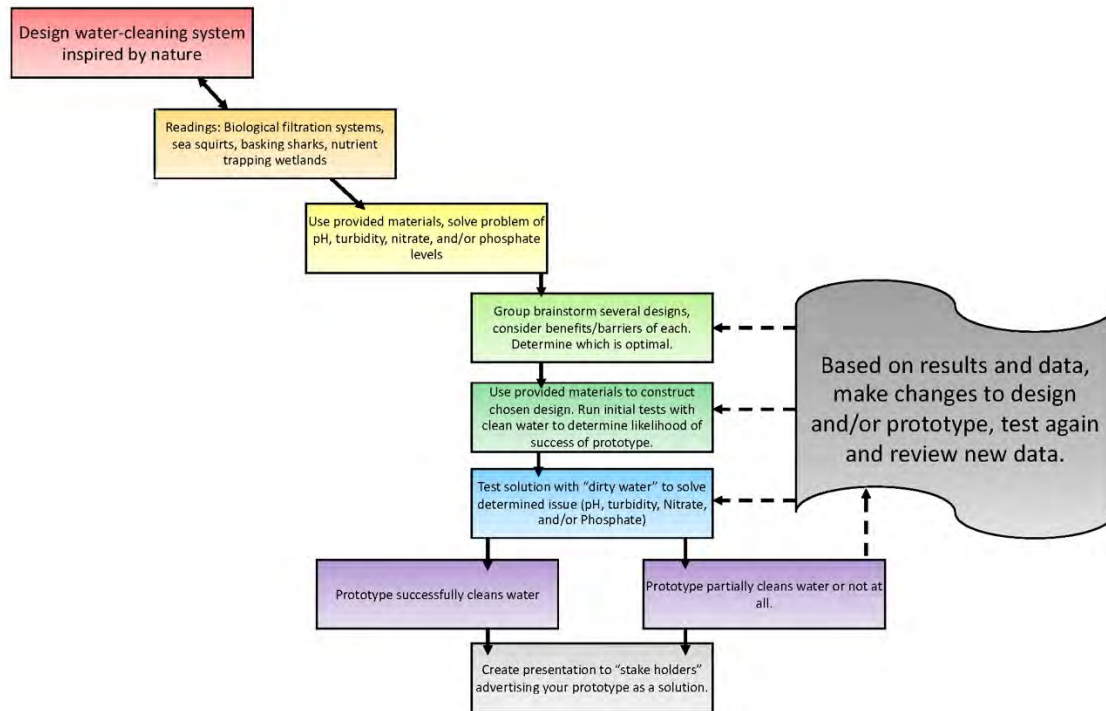 Design water-cleaning system
inspired by nature
Readings: Biological filtration systems,
sea squirts, basking sharks, nutrient
trapping wetlands
Use provided materials, solve problem of
pH, turbidity, nitrate, and/or phosphate
levels
Group brainstorm several designs,
consider benefits/barriers of each.
Determine which is optimal.
Use provided materials to construct
chosen design. Run initial tests with
clean water to determine likelihood of
success of prototype.
Test solution with “dirty water” to solve
determined issue (pH, turbidity, Nitrate,
and/or Phosphate)
Based on results and data,
make changes to design
and/or prototype, test again
and review new data.
Prototype successfully cleans water
Prototype partially cleans water or not at
all.
Create presentation to “stake holders”
advertising your prototype as a solution.